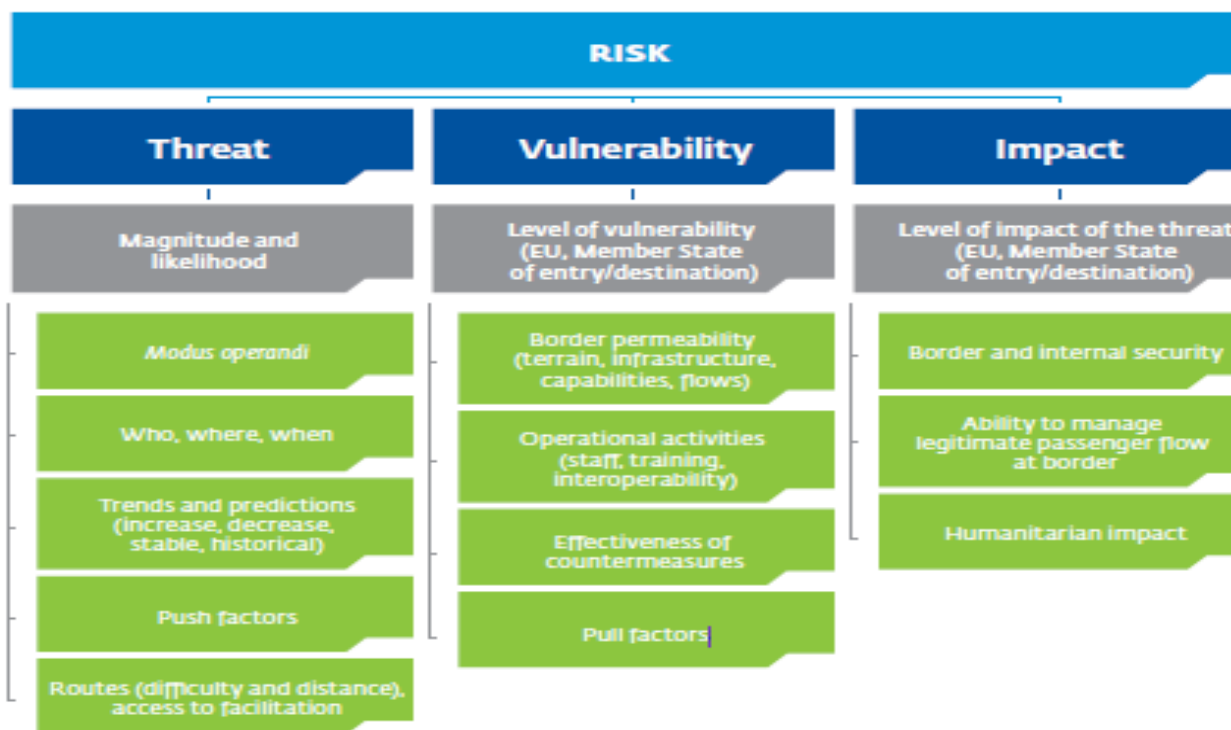 RISK
Threat
Magnitude and
likelihood
Modus operandi
Who, where, when
Trends and predictions
(increase, decrease,
stable, historical)
Push factors
Routes (difficulty and distance),
access to facilitation
Vulnerability
Level of vulnerability
(EU, Member State
of entry/destination)
Border permeability
(terrain, infrastructure,
capabilities, flows)
Operational activities
(staff, training,
interoperability)
Effectiveness of
countermeasures
Pull factors
Impact
Level of impact of the threat
(EU, Member State
of entry/destination)
Border and internal security
Ability to manage
legitimate passenger flow
at border
Humanitarian impact